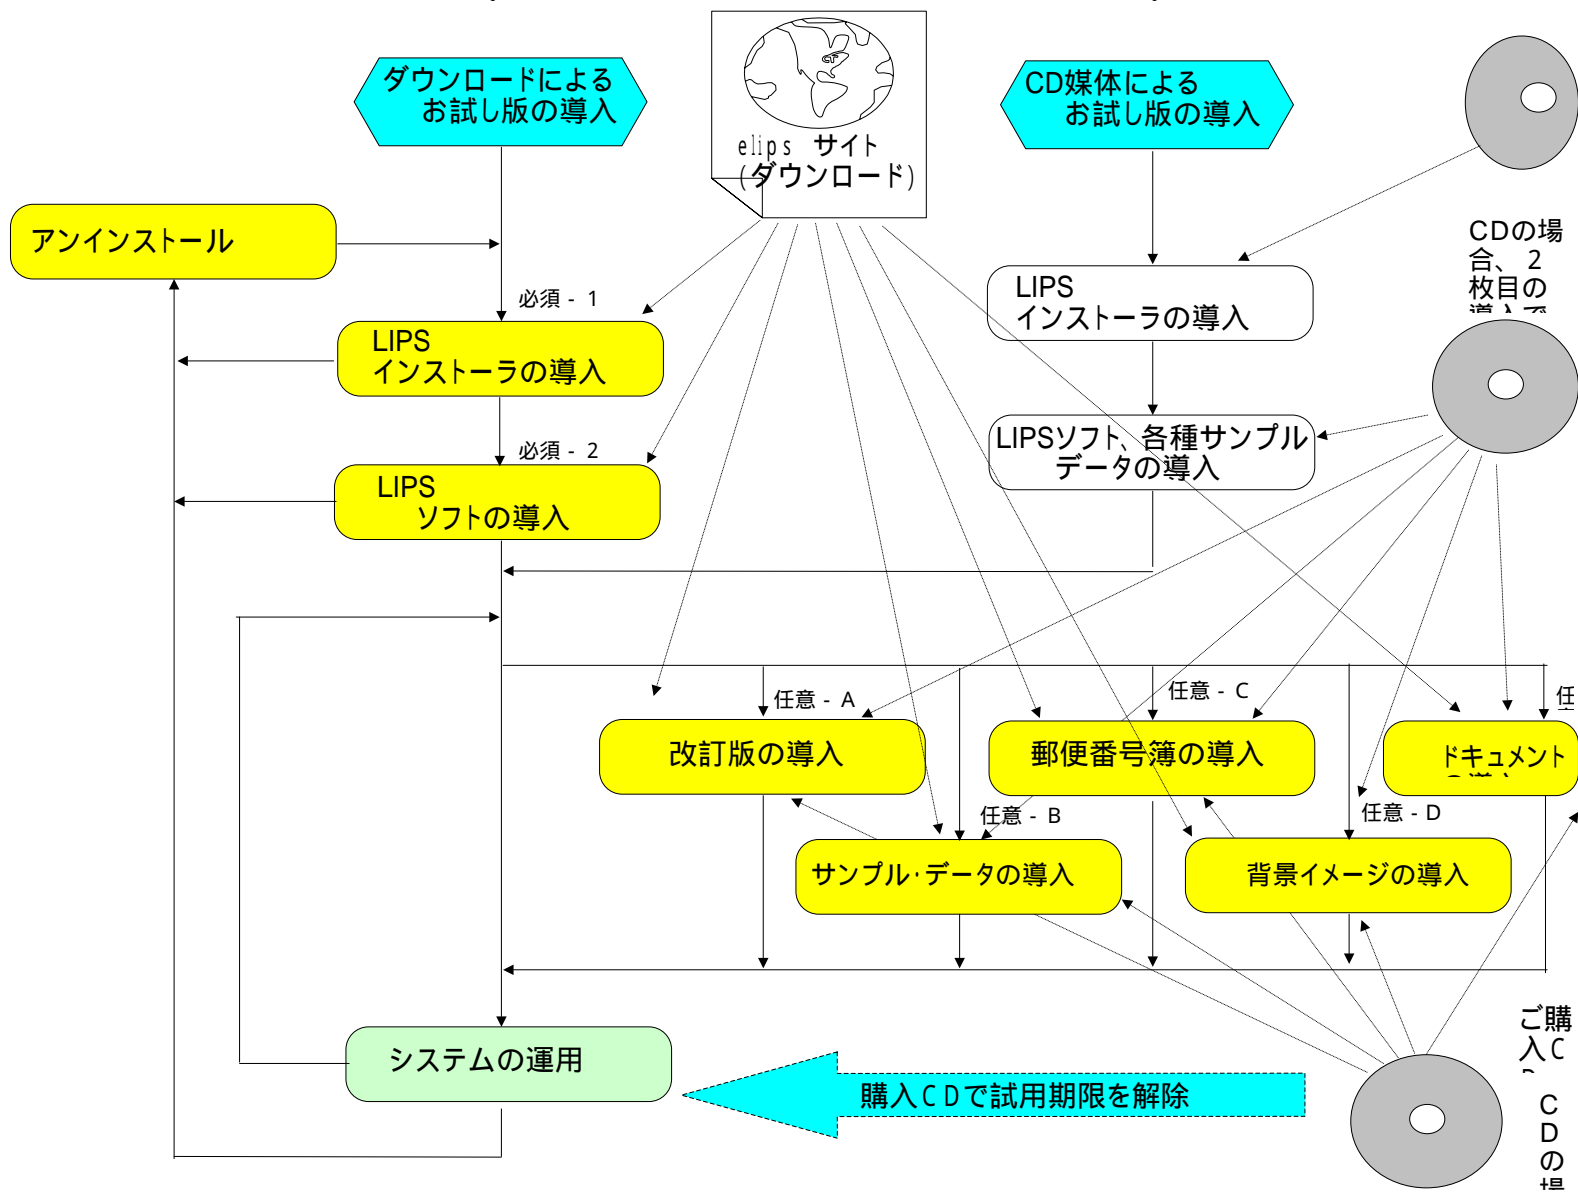 ダウンロードによる
お試し版の導入
elips サイト
(ダウンロード)
CD媒体による
お試し版の導入
アンインストール
CDの場
合、2
枚目の
導入で
必須 - 1
LIPS
インストーラの導入
LIPS
インストーラの導入
必須 - 2
LIPS
ソフトの導入
LIPSソフト、各種サンプル
データの導入
任意 - A
任意 - C
任
改訂版の導入
郵便番号簿の導入
ドキュメント
の導入
任意 - B
任意 - D
サンプル・データの導入
背景イメージの導入
システムの運用
購入CDで試用期限を解除
ご購
入C
C
D
の
場